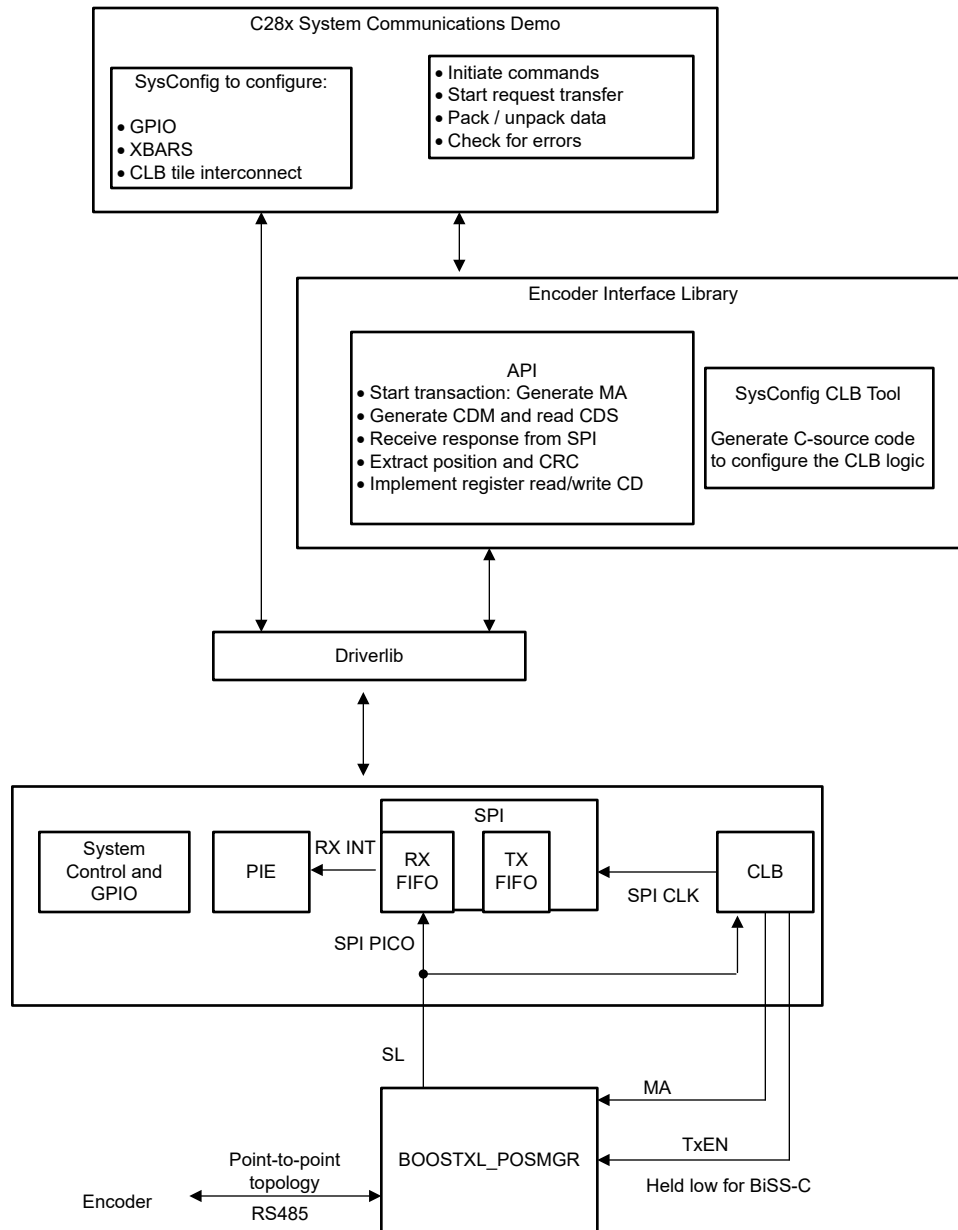 C28x System Communications Demo
SysConfig to configure:
• GPIO
• XBARS
• CLB tile interconnect
• Initiate commands
• Start request transfer
• Pack / unpack data
• Check for errors
Encoder Interface Library
API
• Start transaction: Generate MA
• Generate CDM and read CDS
• Receive response from SPI
• Extract position and CRC
• Implement register read/write CD
SysConfig CLB Tool
Generate C-source code
to configure the CLB logic
Driverlib
System
Control and
GPIO
PIE
RX INT
SPI
RX
FIFO
TX
FIFO
SPI CLK
CLB
SPI PICO
SL
MA
BOOSTXL_POSMGR
TxEN
Held low for BiSS-C
Point-to-point
topology
Encoder
RS485